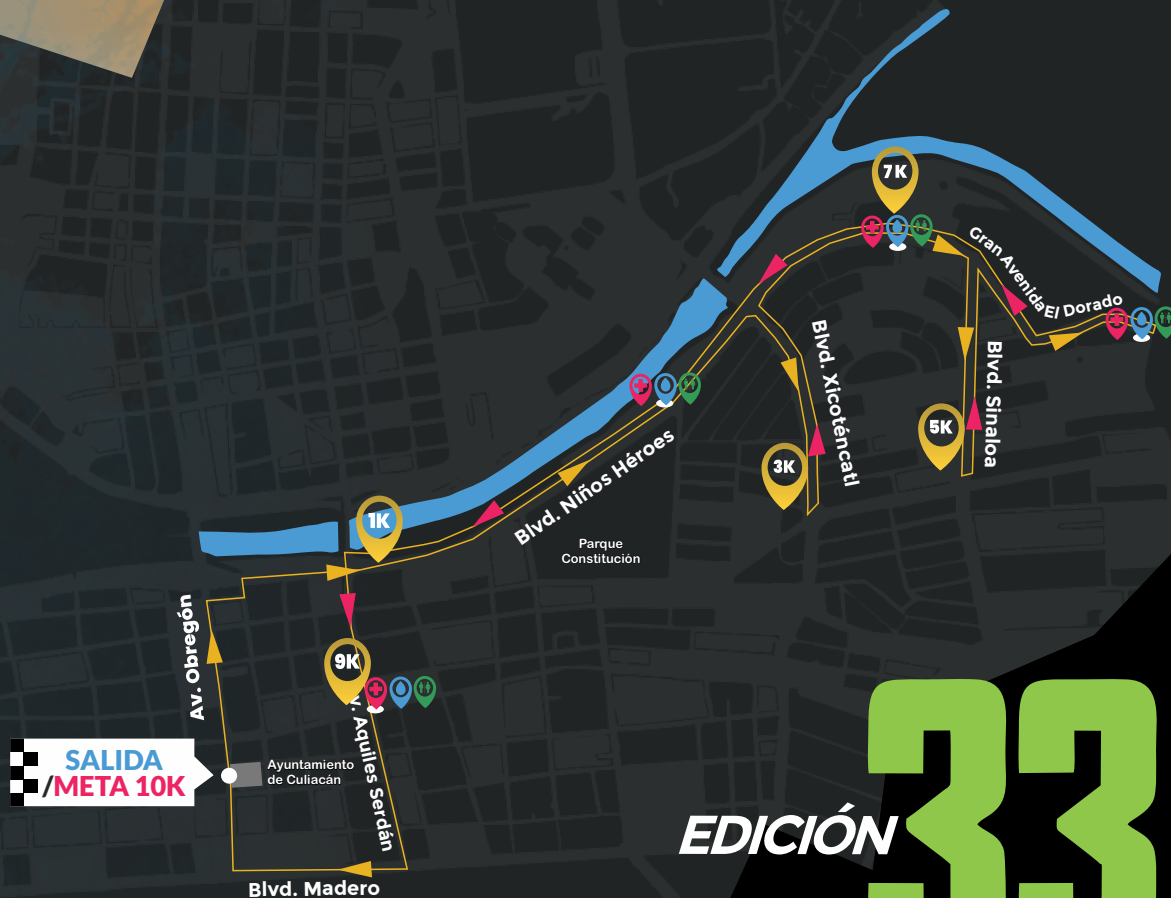 7K
Gran Avenida
El Dorado
Blvd. Xicoténcatl
Blvd. Sinaloa
5K
3K
Blvd. Niños Héroes
1K
Parque
Constitución
Av. Obregón
9K
v. Aquiles Serdán
SALIDA
/META 10K
Ayuntamiento
de Culiacán
Blvd. Madero
EDICIÓN
33